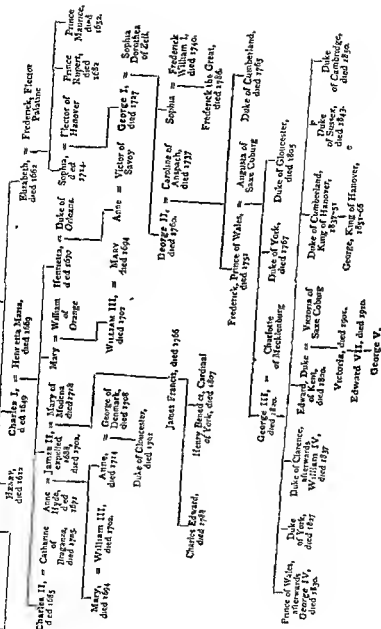 HENRY,
died 1612
Charles I, = Henrietta Maria,
died 1649 died 1669
Elizabeth, = Frederick, Elector
died 1662 Palatine
Charles II, = Catharine
died 1685 of
Braganza,
died 1705.
Anne = James II, = Mary of
Hyde, expelled Modena
died 1688, died 1718
1671 died 1701,
Mary = William
of
Orange
Henrietta, = Duke of
died 1670 Orleans
Sophia, = Elector of
died Hanover
1714.
Prince
Rupert,
died
1682
Prince
Maurice,
died
1652.
Mary, = William III,
died died 1702.
1694
Anne, = George of
died 1714 Denmark,
died 1708
Duke of Gloucester,
died 1701
WILLIAM III, = MARY
died 1702 died 1694
Anne = Victor of
Savoy
George I, = Sophia
died 1727 Dorothea
of Zell.
James Francis, died 1766
Charles Edward,
died 1788
Henry Benedict, Cardinal
of York, died 1807
George II, = Caroline of
died 1760. Anspach,
died 1737
Sophia = Frederick
William I,
died 1740.
Frederick the Great,
died 1786.
Frederick, Prince of Wales, = Augusta of
died 1751 Saxe Coburg
Duke of Cumberland,
died 1765
George III, = Charlotte
died 1820. of Mecklenburg
Duke of York,
died 1767
Duke of Gloucester,
died 1805
Prince of Wales,
afterwards
George IV,
died 1830.
Duke
of York,
died 1827
Duke of Clarence,
afterwards
William IV,
died 1837
Edward, Duke = Victoria of
of Kent, Saxe Coburg
died 1820.
Duke of Cumberland,
King of Hanover,
1837-51
Duke
of Sussex,
died 1843.
Duke
of Cambridge,
died 1850.
Victoria, died 1901.
George, King of Hanover,
1851-66
Edward VII, died 1910.
George V.